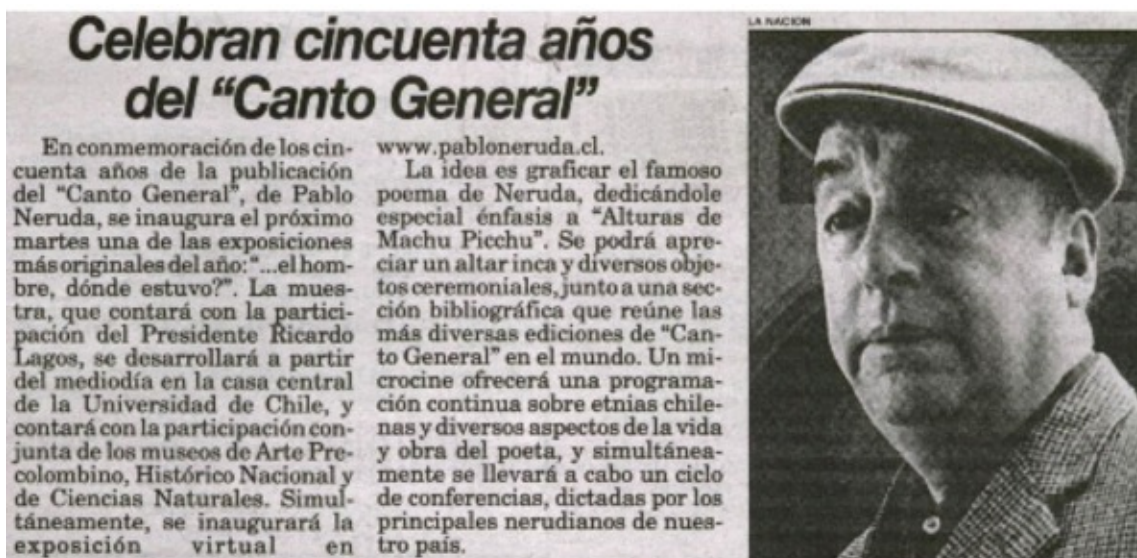 Celebran cincuenta años
del “Canto General”
En conmemoración de los cin-
cuenta años de la publicación
del “Canto General”, de Pablo
Neruda, se inaugura el próximo
martes una de las exposiciones
más originales del año: “...el hom-
bre, dónde estuvo?”. La mues-
tra, que contará con la partici-
pación del Presidente Ricardo
Lagos, se desarrollará a partir
del mediodía en la casa central
de la Universidad de Chile, y
contará con la participación con-
junta de los museos de Arte Pre-
colombino, Histórico Nacional y
de Ciencias Naturales. Simul-
táneamente, se inaugurará la
exposición virtual en
www.pabloneruda.cl.
La idea es graficar el famoso
poema de Neruda, dedicándole
especial énfasis a “Alturas de
Machu Picchu”. Se podrá apre-
ciar un altar inca y diversos obje-
tos ceremoniales, junto a una sec-
ción bibliográfica que reúne las
más diversas ediciones de “Can-
to General” en el mundo. Un mi-
crocine ofrecerá una programa-
ción continua sobre etnias chile-
nas y diversos aspectos de la vida
y obra del poeta, y simultánea-
mente se llevará a cabo un ciclo
de conferencias, dictadas por los
principales nerudianos de nues-
tro país.
LA NACION